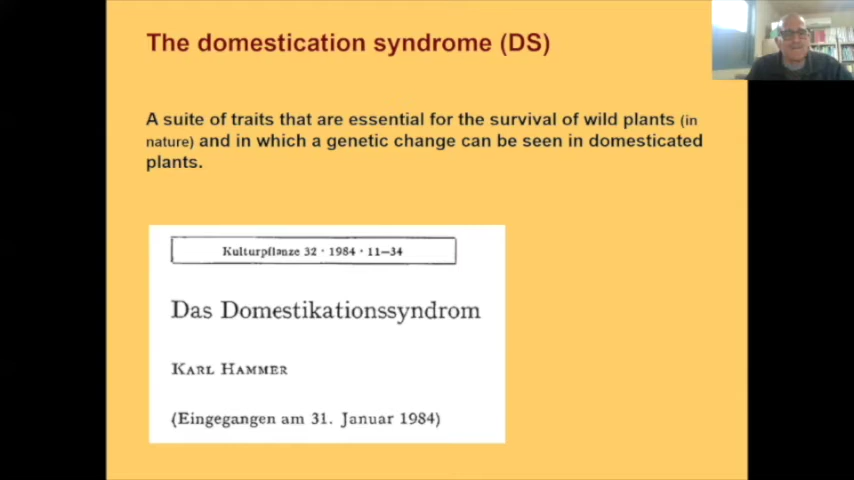 The domestication syndrome (DS)
A suite of traits that are essential for the survival of wild plants (in
nature) and in which a genetic change can be seen in domesticated
plants.
Kulturpflanze 32 · 1984 · 11—34
Das Domestikationssyndrom
KARL HAMMER
(Eingegangen am 31. Januar 1984)